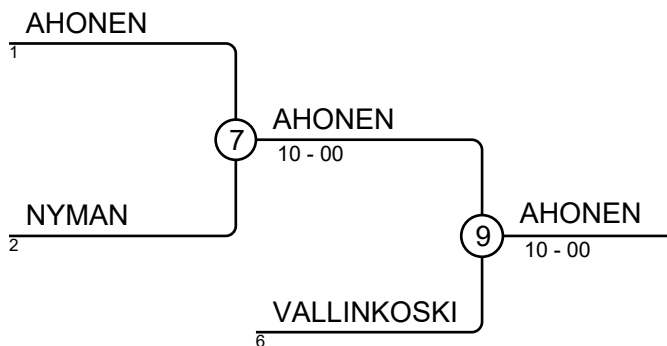 AHONEN
1
7
AHONEN
10 - 00
NYMAN
2
9
AHONEN
10 - 00
VALLINKOSKI
6